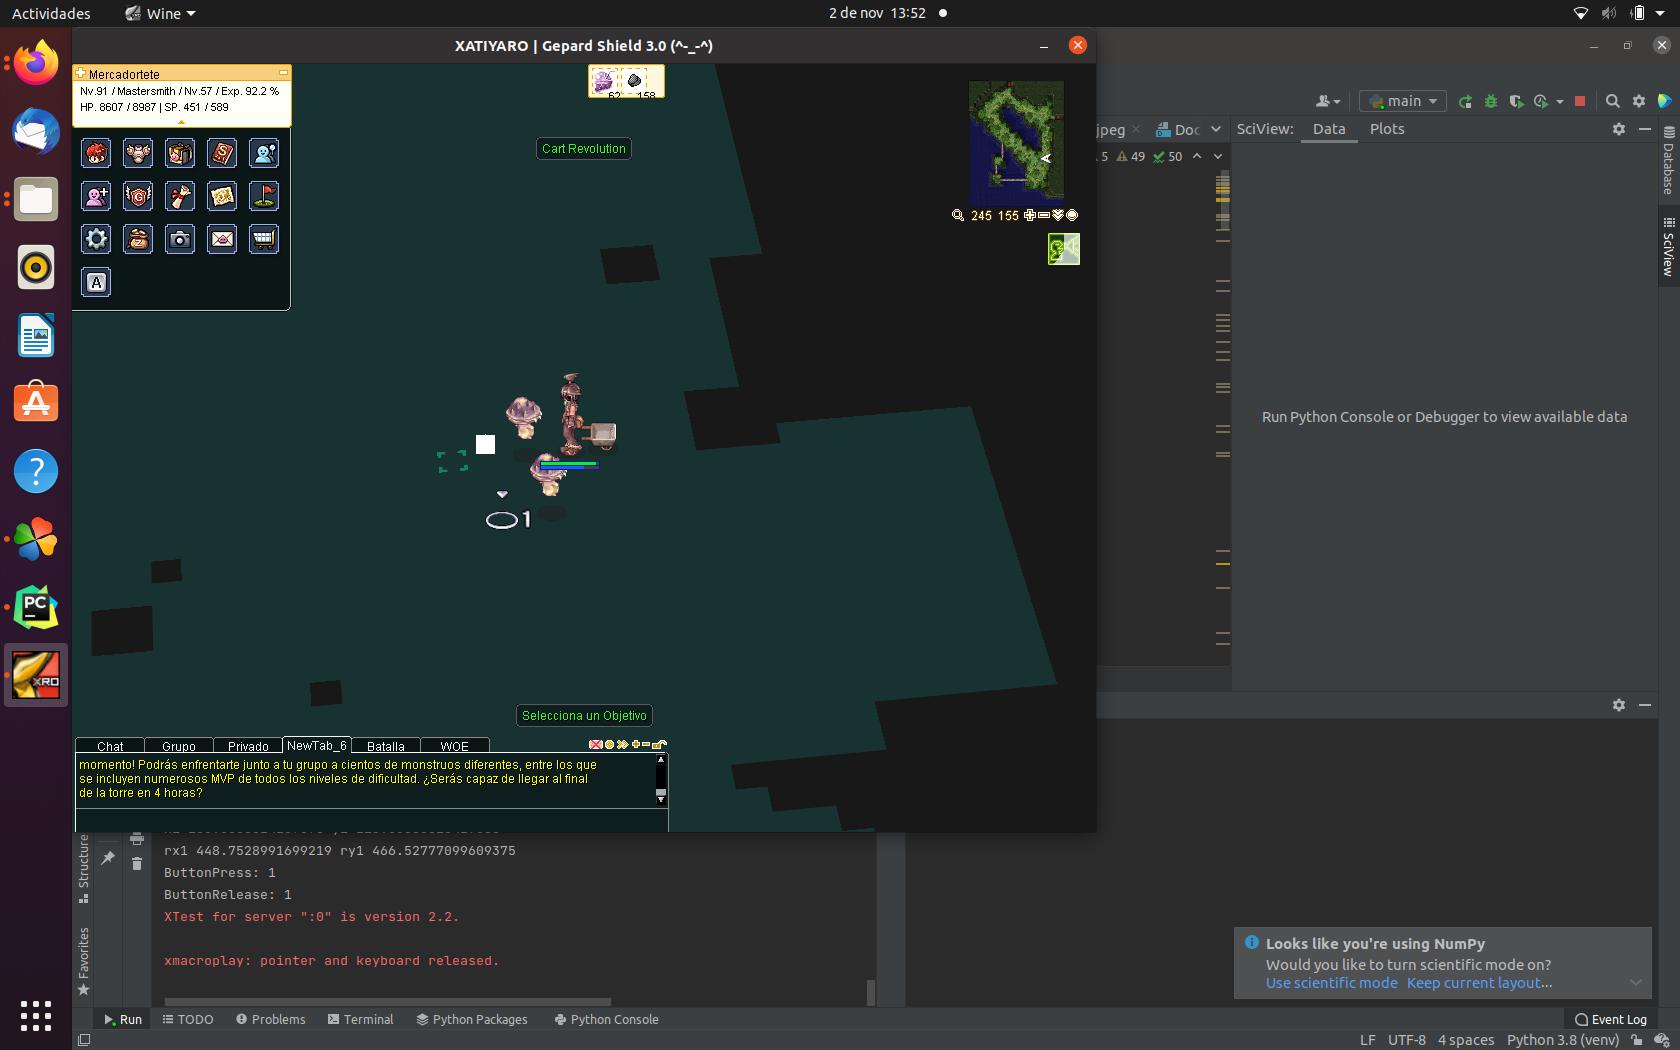 Actividades
Wine
2 de nov 13:52
XATIYARO | Gepard Shield 3.0 (^-_-^)
Mercadortete
Nv.91 / Mastersmith / Nv.57 / Exp. 92.2 %
HP. 8607 / 8987 | SP. 451 / 589
62 158
Cart Revolution
A
245 155
1
Selecciona un Objetivo
Chat Grupo Privado NewTab_6 Batalla WOE
momento! Podrás enfrentarte junto a tu grupo a cientos de monstruos diferentes, entre los que
se incluyen numerosos MVP de todos los niveles de dificultad. ¿Serás capaz de llegar al final
de la torre en 4 horas?
main
jpeg Doc
SciView: Data Plots
5 49 50
Database
SciView
Run Python Console or Debugger to view available data
rx1 448.7528991699219 ry1 466.52777099609375
ButtonPress: 1
ButtonRelease: 1
XTest for server ":0" is version 2.2.
xmacroplay: pointer and keyboard released.
Structure
Favorites
PC
XRO
Looks like you're using NumPy
Would you like to turn scientific mode on?
Use scientific mode Keep current layout...
Run TODO Problems Terminal Python Packages Python Console
Event Log
LF UTF-8 4 spaces Python 3.8 (venv)